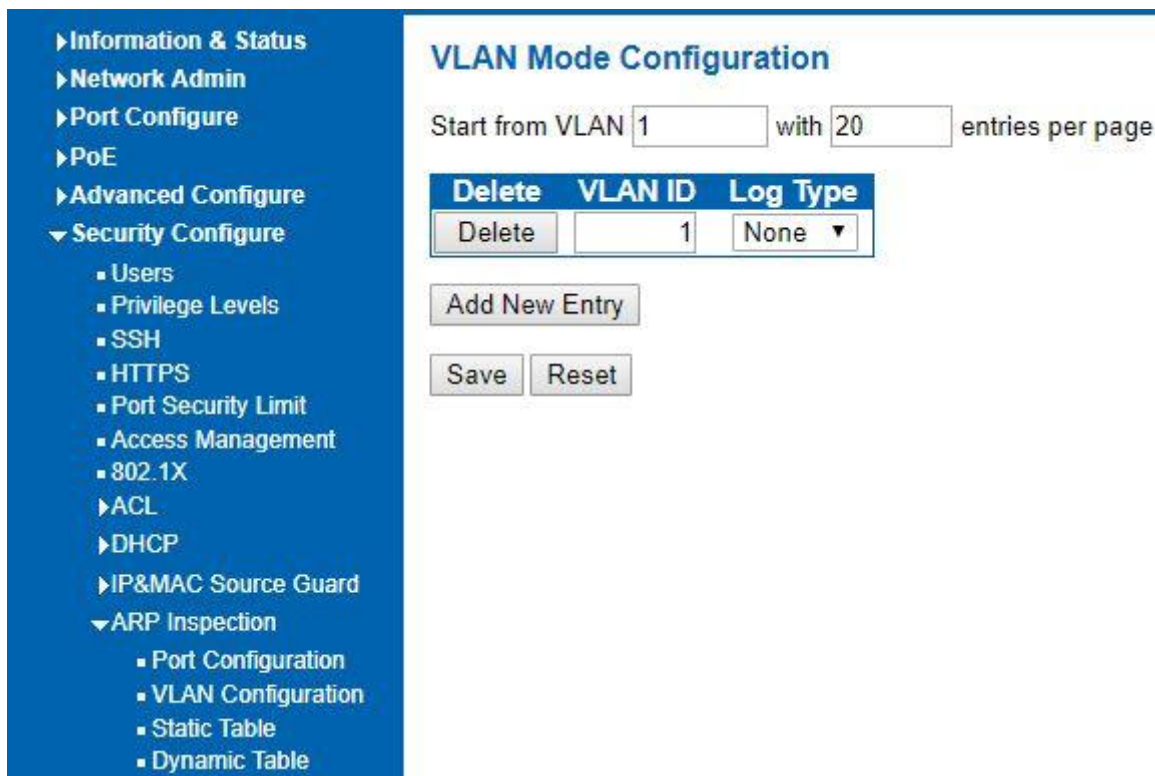 Information & Status
Network Admin
Port Configure
PoE
Advanced Configure
Security Configure
Users
Privilege Levels
SSH
HTTPS
Port Security Limit
Access Management
802.1X
ACL
DHCP
IP&MAC Source Guard
ARP Inspection
Port Configuration
VLAN Configuration
Static Table
Dynamic Table
VLAN Mode Configuration
Start from VLAN 1 with 20 entries per page
Delete VLAN ID Log Type
Delete 1 None
Add New Entry
Save Reset